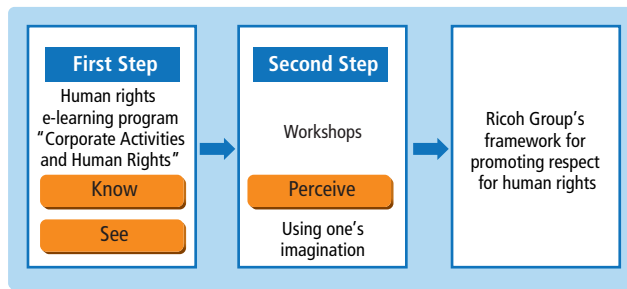 First Step
Human rights
e-learning program
“Corporate Activities
and Human Rights”
Know
See
Second Step
Workshops
Perceive
Using one’s
imagination
Ricoh Group’s
framework for
promoting respect
for human rights